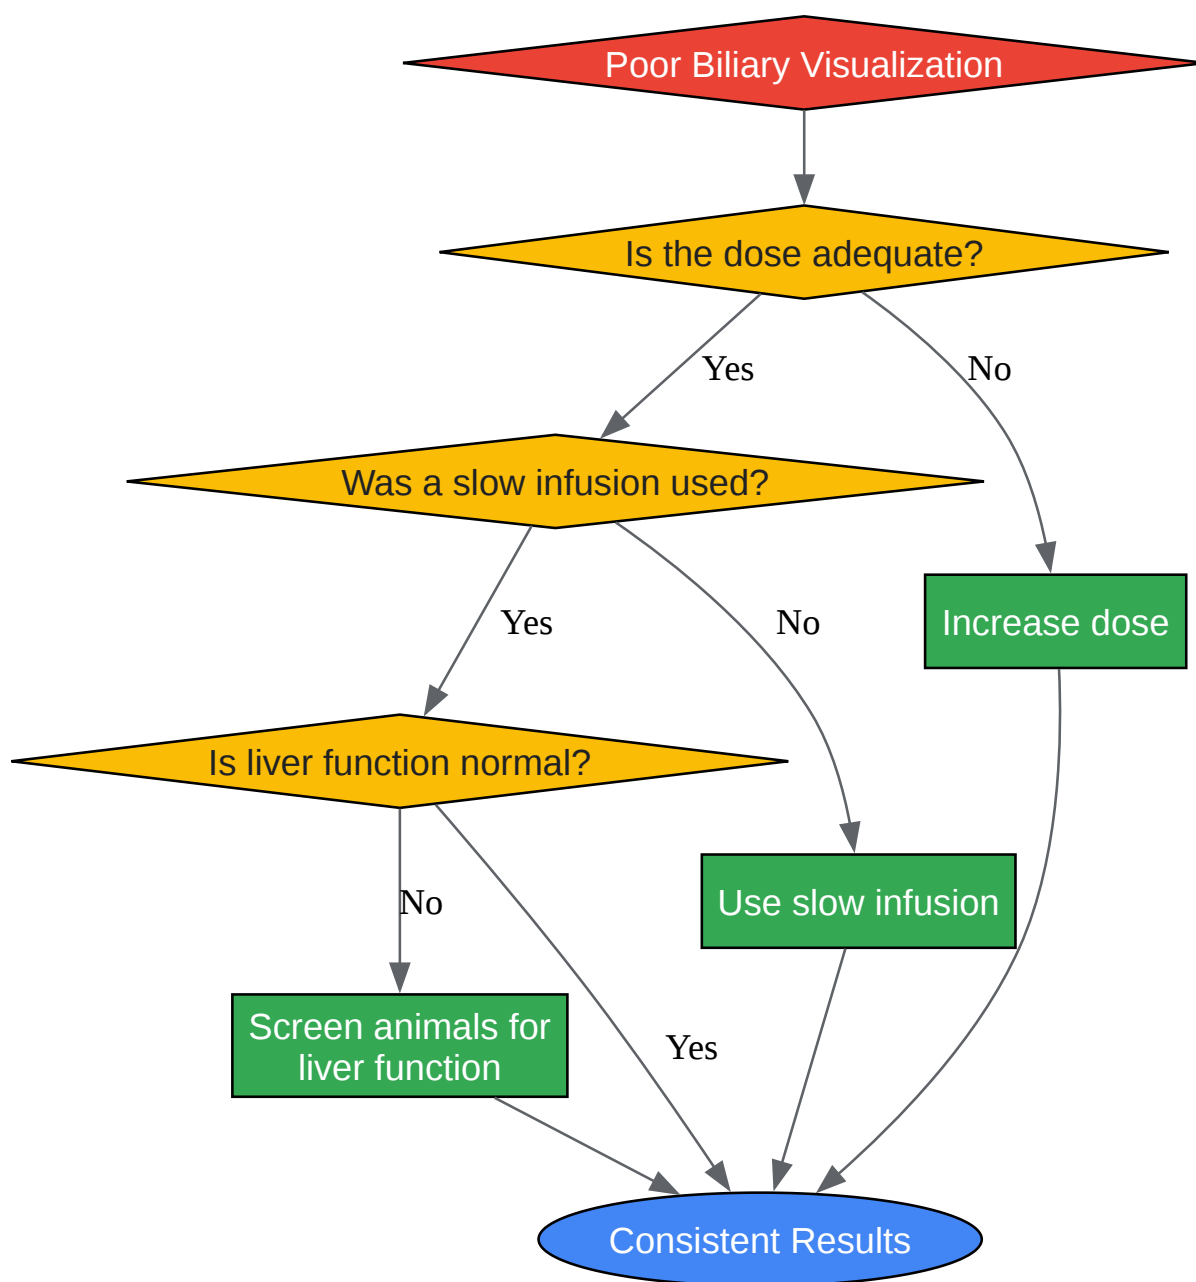 Poor Biliary Visualization
Is the dose adequate?
Yes
No
Was a slow infusion used?
Yes
No
Increase dose
Is liver function normal?
No
Use slow infusion
Screen animals for
liver function
Yes
Consistent Results